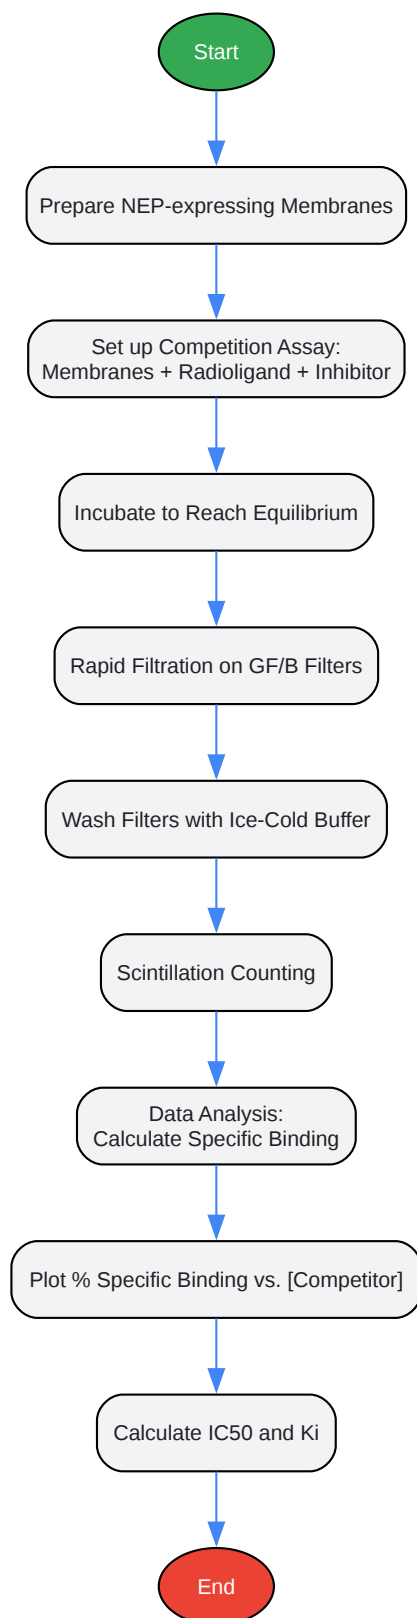 Start
Prepare NEP-expressing Membranes
Set up Competition Assay:
Membranes + Radioligand + Inhibitor
Incubate to Reach Equilibrium
Rapid Filtration on GF/B Filters
Wash Filters with Ice-Cold Buffer
Scintillation Counting
Data Analysis:
Calculate Specific Binding
Plot % Specific Binding vs. [Competitor]
Calculate IC50 and Ki
End